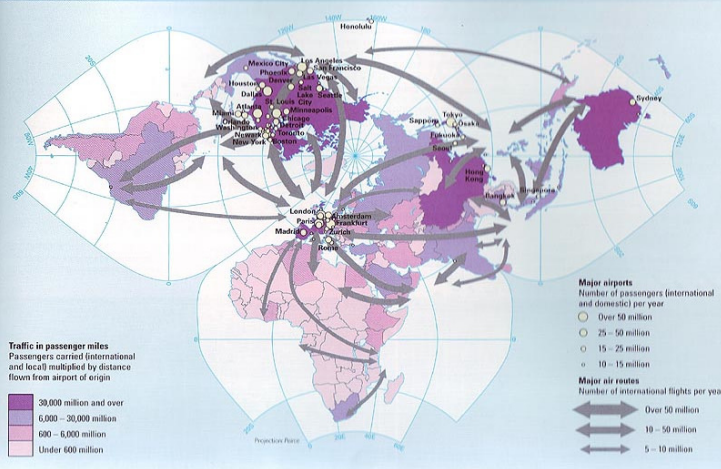 Honolulu
Mexico City
Los Angeles
Phoenix
San Francisco
Las Vegas
Houston
Denver
Dallas
Salt
Lake
City
Seattle
St. Louis
Atlanta
Minneapolis
Miami
Chicago
Orlando
Detroit
Washington
Toronto
Newark
Boston
New York
Sydney
Tokyo
Sapporo
Osaka
Fukuoka
Seoul
Hong
Kong
Bangkok
Singapore
London
Amsterdam
Paris
Frankfurt
Madrid
Zurich
Rome
Major airports
Number of passengers (international
and domestic) per year
Over 50 million
25 – 50 million
15 – 25 million
10 – 15 million
Major air routes
Number of international flights per yea
Over 50 million
10 – 50 million
5 – 10 million
Traffic in passenger miles
Passengers carried (international
and local) multiplied by distance
flown from airport of origin
30,000 million and over
6,000 – 30,000 million
600 – 6,000 million
Under 600 million